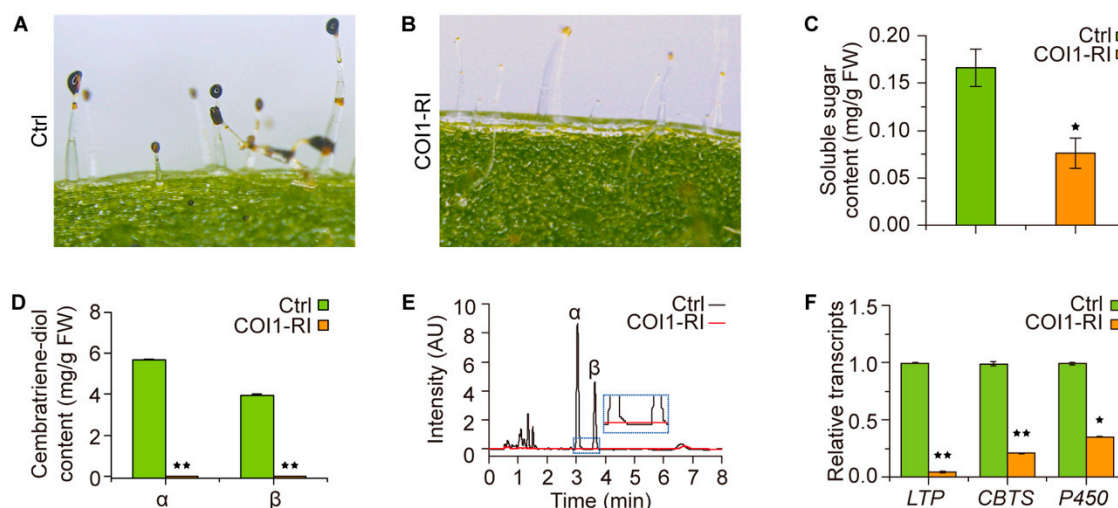 A
Ctrl
B
COI1-RI
C
Ctrl
COI1-RI
Soluble sugar
content (mg/g FW)
0.20
0.15
0.10
0.05
0.00
★
D
Ctrl
COI1-RI
Cembratriene-diol
content (mg/g FW)
8
6
4
2
0
★★
★★
α
β
E
Ctrl
COI1-RI
Intensity (AU)
10
8
6
4
2
0
α
β
0 1 2 3 4 5 6 7 8
Time (min)
F
Ctrl
COI1-RI
Relative transcripts
1.5
1.0
0.5
0.0
★★
★★
★
LTP CBTS P450